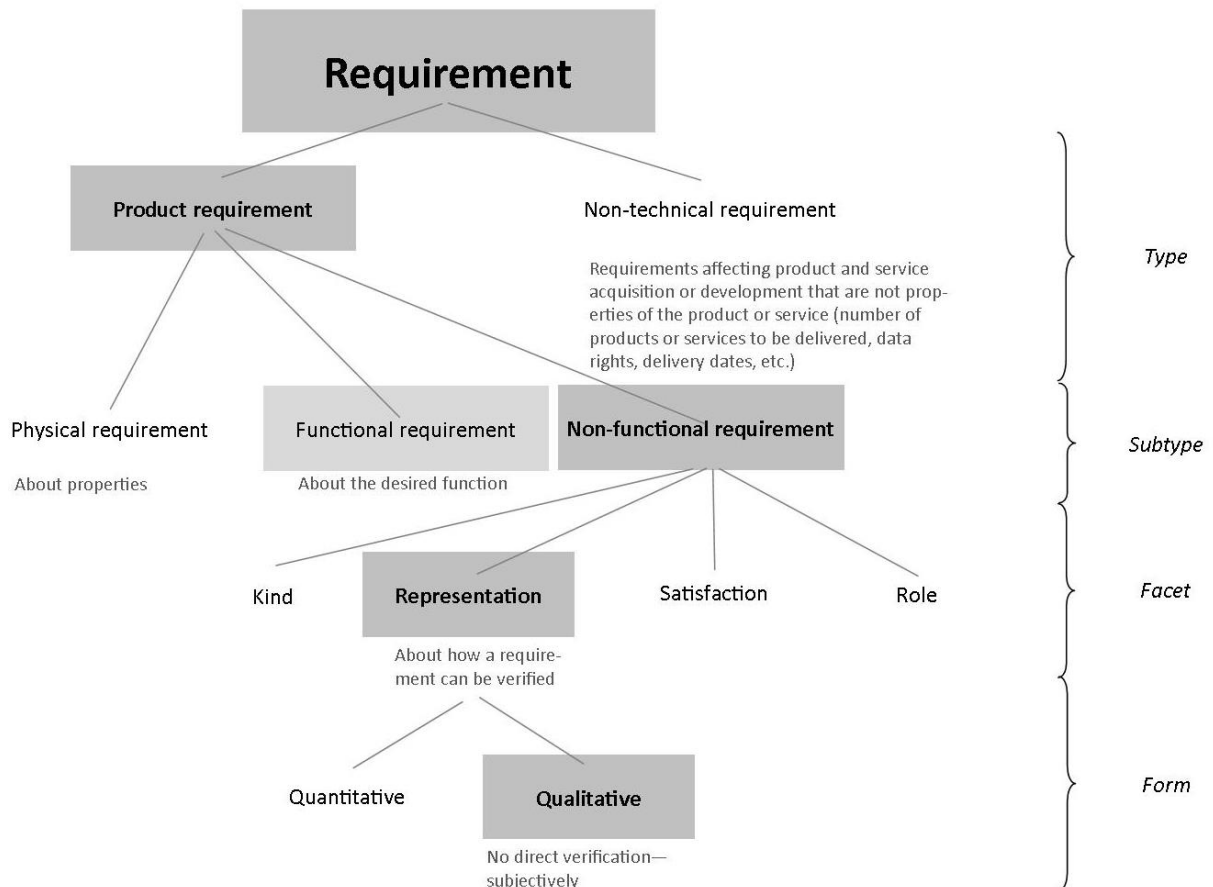 Requirement
Product requirement
Non-technical requirement
Requirements affecting product and service
acquisition or development that are not prop-
erties of the product or service (number of
products or services to be delivered, data
rights, delivery dates, etc.)
Type
Physical requirement
Functional requirement
Non-functional requirement
About properties
About the desired function
Subtype
Kind
Representation
Satisfaction
Role
Facet
About how a require-
ment can be verified
Quantitative
Qualitative
Form
No direct verification—
subjectively